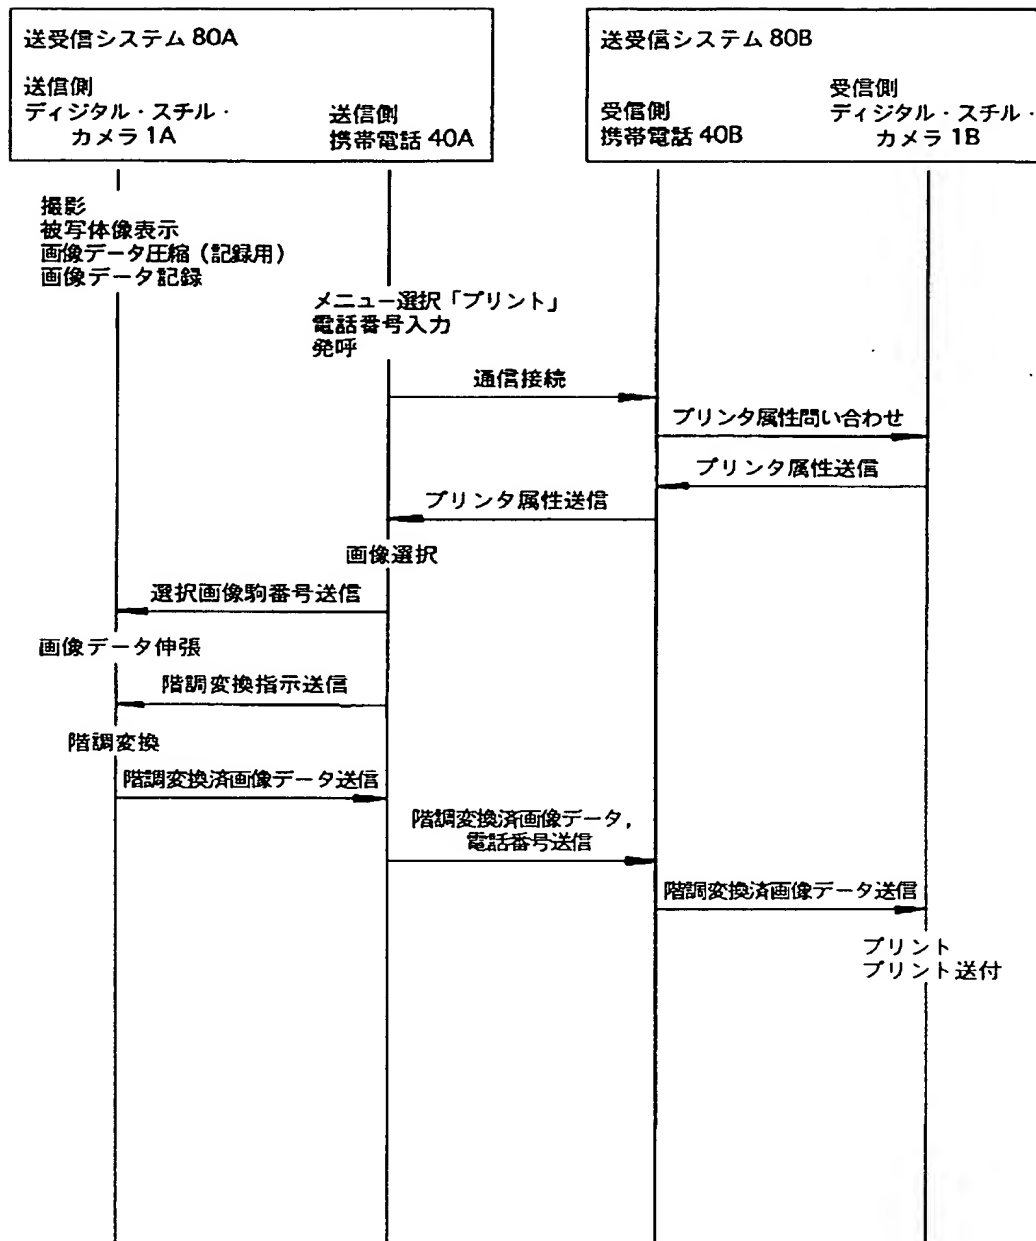 送受信システム 80A
送信側
ディジタル・スチル・
カメラ 1A
送信側
携帯電話 40A
送受信システム 80B
受信側
携帯電話 40B
受信側
ディジタル・スチル・
カメラ 1B
撮影
被写体像表示
画像データ圧縮（記録用）
画像データ記録
メニュー選択「プリント」
電話番号入力
発呼
通信接続
プリンタ属性問い合わせ
プリンタ属性送信
プリンタ属性送信
画像選択
選択画像駒番号送信
画像データ伸張
階調変換指示送信
階調変換
階調変換済画像データ送信
階調変換済画像データ，
電話番号送信
階調変換済画像データ送信
プリント
プリント送付